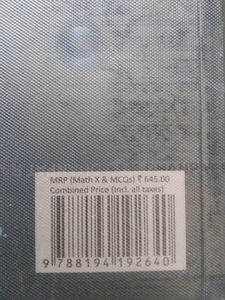 MRP (Math X & MCQs) ₹ 645.00
Combined Price (Incl. all taxes)
9 788194 192640